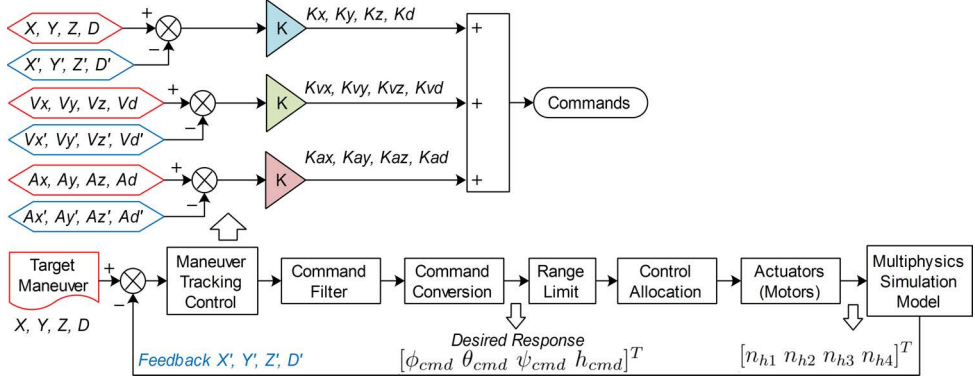 X, Y, Z, D
+
−
K
Kx, Ky, Kz, Kd
+
X', Y', Z', D'
Vx, Vy, Vz, Vd
+
−
K
Kvx, Kvy, Kvz, Kvd
+
Commands
Vx', Vy', Vz', Vd'
Ax, Ay, Az, Ad
+
−
K
Kax, Kay, Kaz, Kad
+
Ax', Ay', Az', Ad'
Target
Maneuver
+
−
Maneuver
Tracking
Control
Command
Filter
Command
Conversion
Range
Limit
Control
Allocation
Actuators
(Motors)
Multiphysics
Simulation
Model
X, Y, Z, D
Desired Response
Feedback X', Y', Z', D'
[ϕcmd θcmd ψcmd hcmd]T
[nh1 nh2 nh3 nh4]T